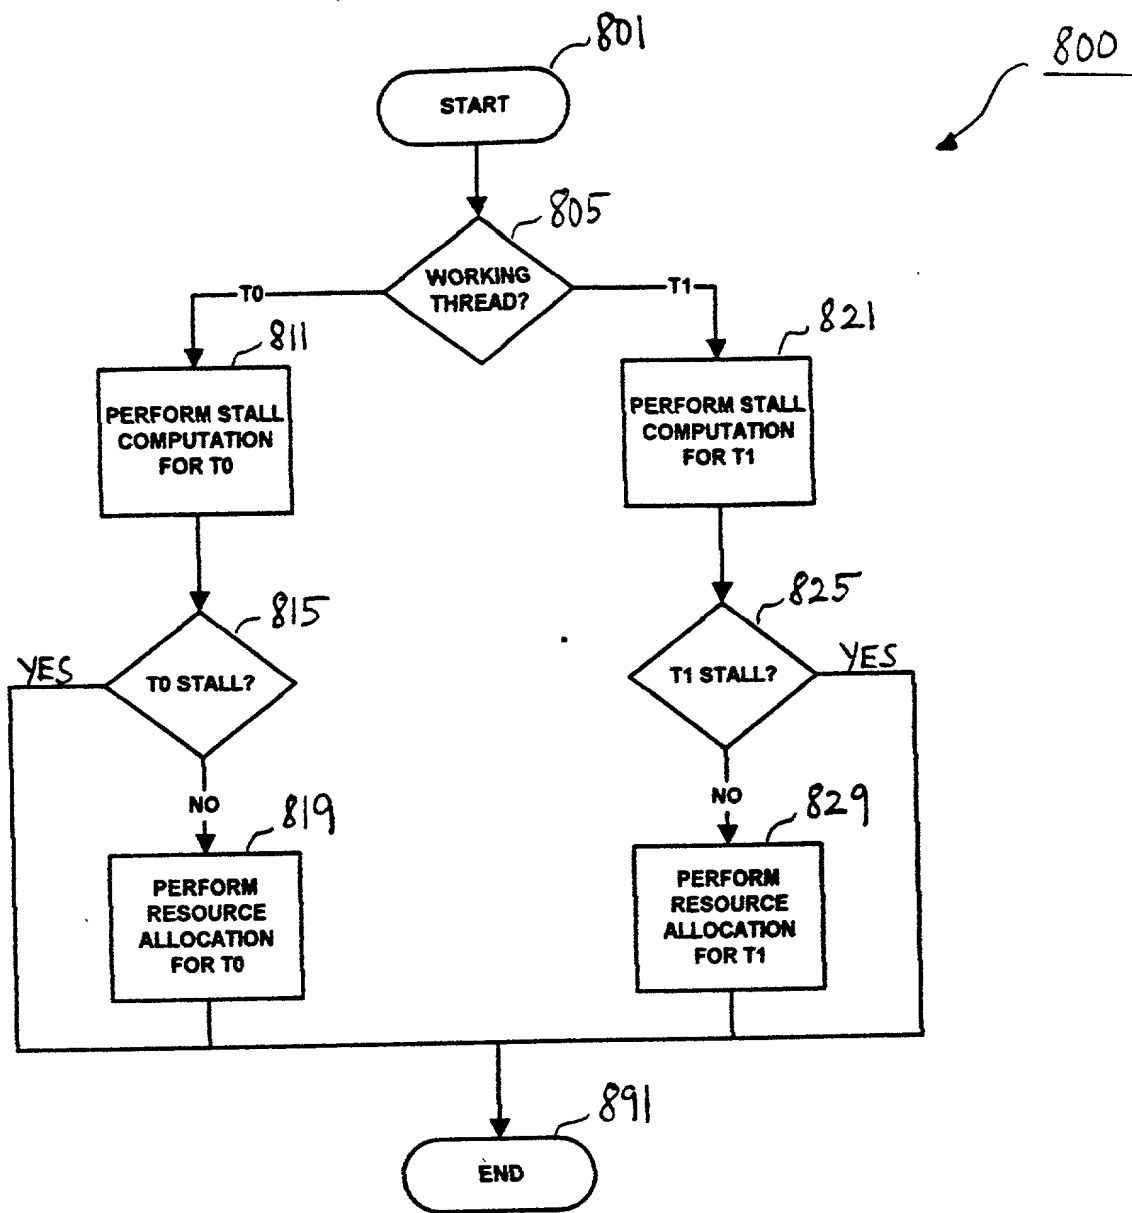 801
800
START
805
WORKING
THREAD?
T0
T1
811
821
PERFORM STALL
COMPUTATION
FOR T0
PERFORM STALL
COMPUTATION
FOR T1
815
825
YES
T0 STALL?
T1 STALL?
YES
NO
NO
819
829
PERFORM
RESOURCE
ALLOCATION
FOR T0
PERFORM
RESOURCE
ALLOCATION
FOR T1
891
END